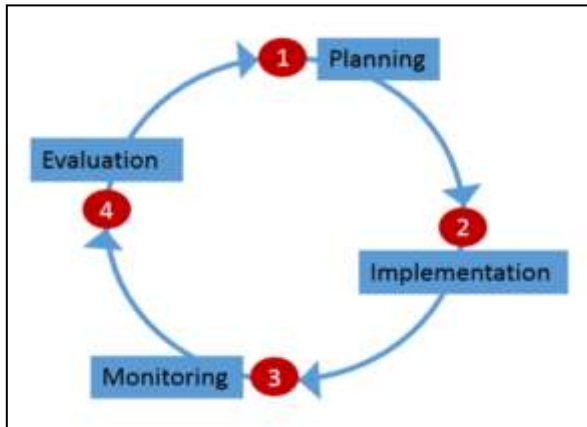 1 Planning
2
Implementation
3
Monitoring
4
Evaluation